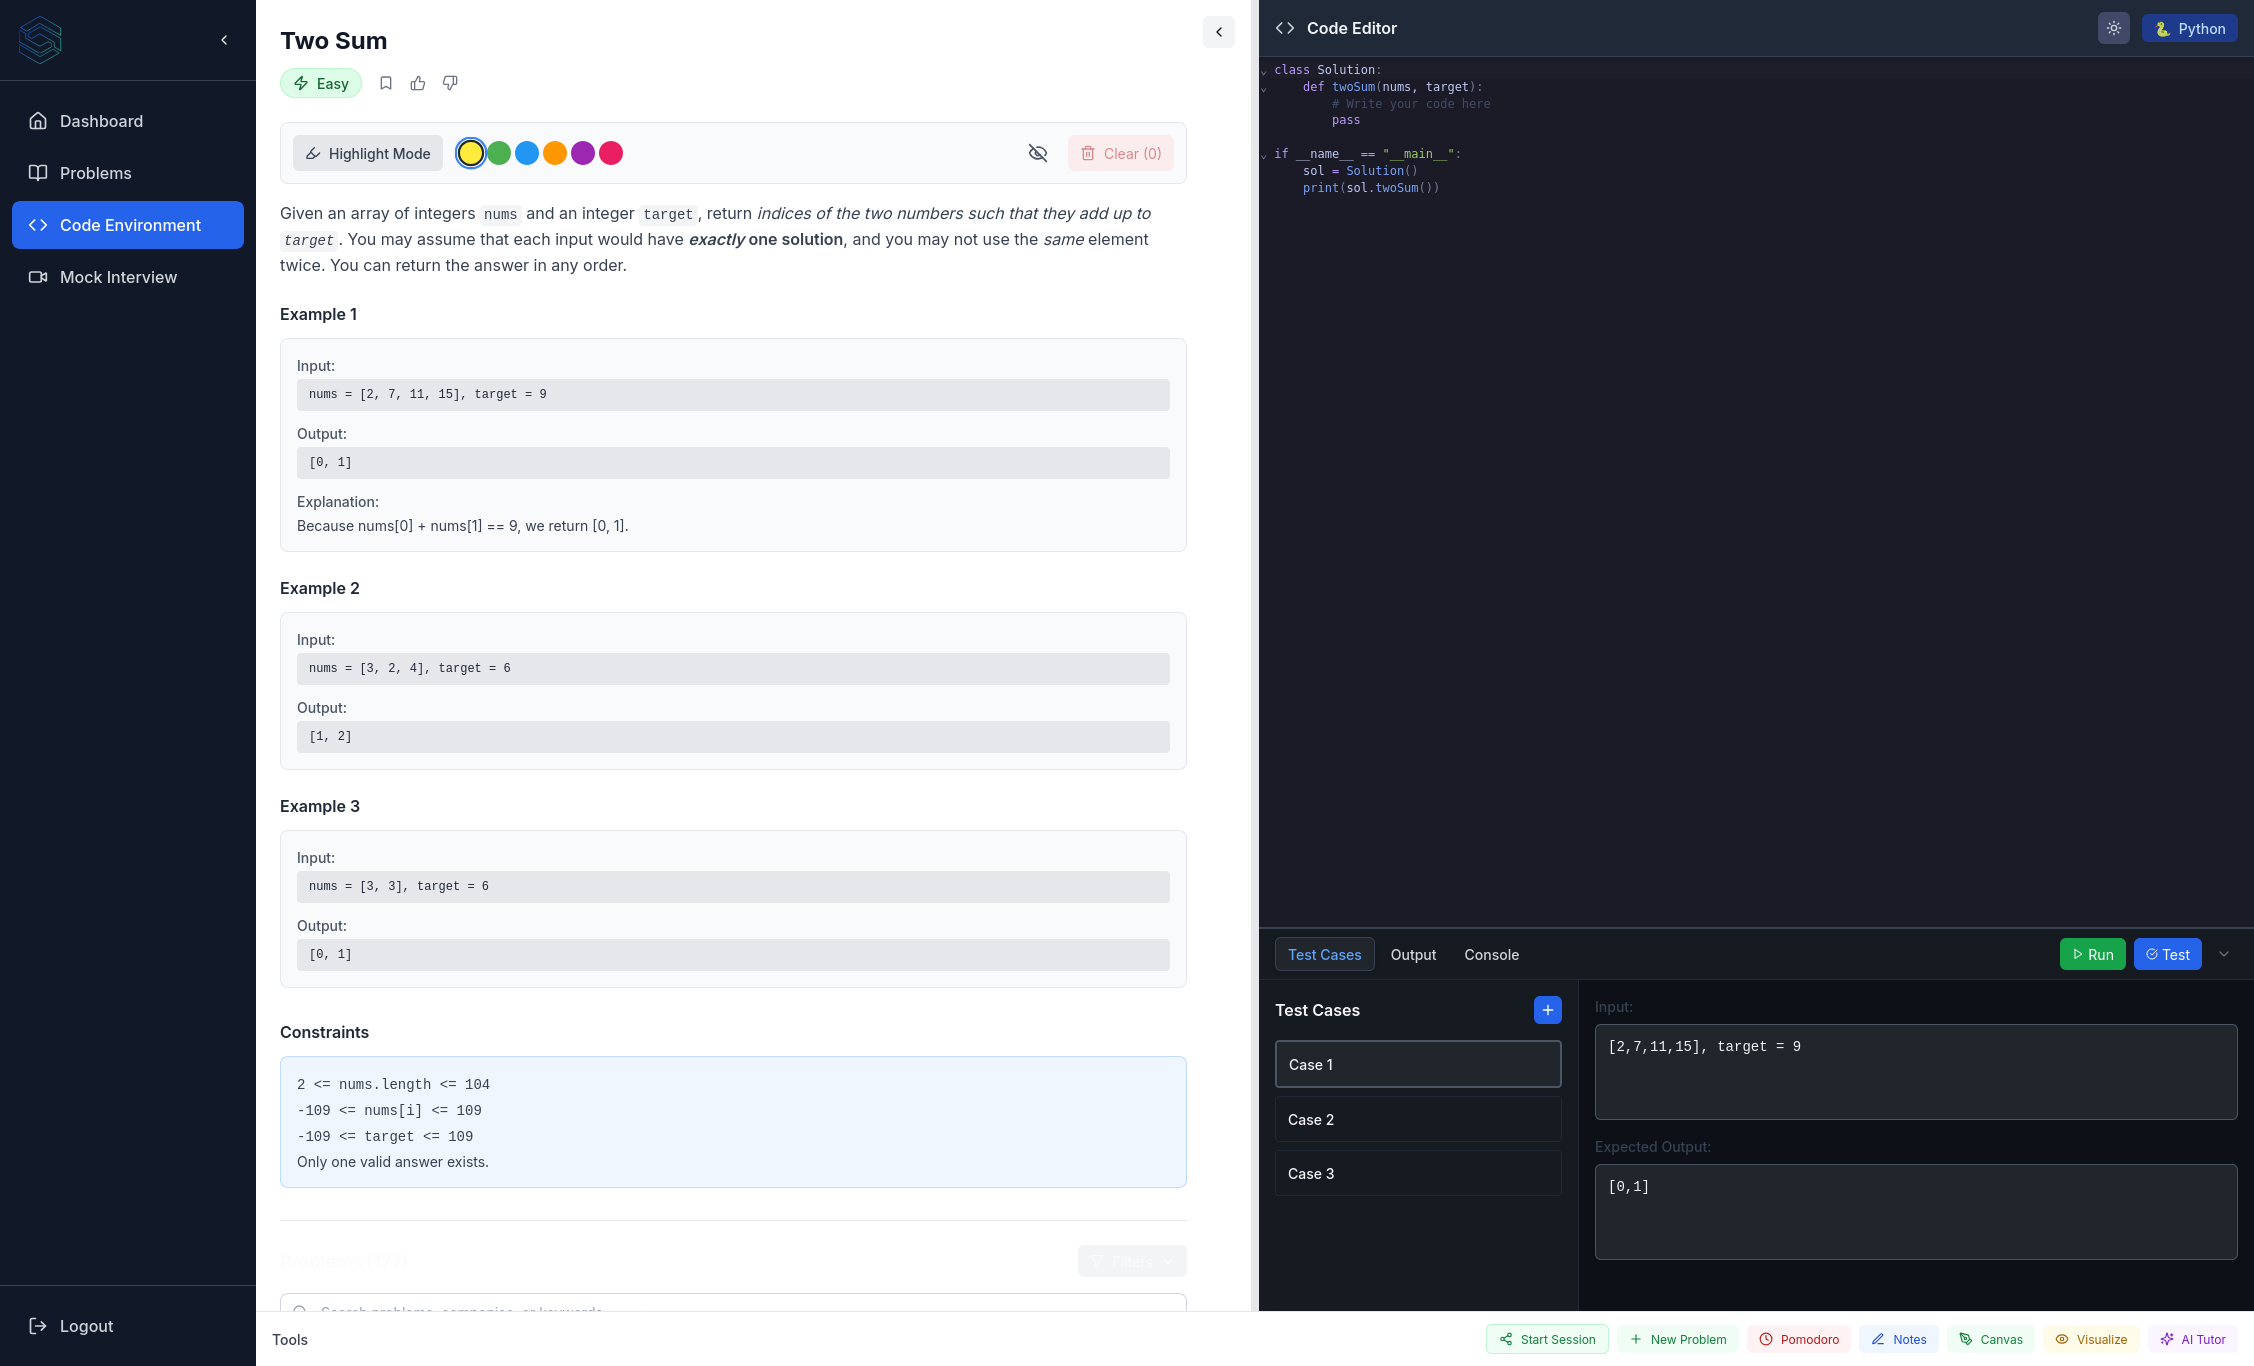 Dashboard
Problems
Code Environment
Mock Interview
Logout
Two Sum
Easy
Highlight Mode
Clear (0)
Given an array of integers nums and an integer target, return indices of the two numbers such that they add up to
target. You may assume that each input would have exactly one solution, and you may not use the same element
twice. You can return the answer in any order.
Example 1
Input:
nums = [2, 7, 11, 15], target = 9
Output:
[0, 1]
Explanation:
Because nums[0] + nums[1] == 9, we return [0, 1].
Example 2
Input:
nums = [3, 2, 4], target = 6
Output:
[1, 2]
Example 3
Input:
nums = [3, 3], target = 6
Output:
[0, 1]
Constraints
2 <= nums.length <= 104
-109 <= nums[i] <= 109
-109 <= target <= 109
Only one valid answer exists.
Problems (177)
Filters
Search problems, companies, or keywords
Code Editor
Python
class Solution:
    def twoSum(nums, target):
        # Write your code here
        pass
if __name__ == "__main__":
    sol = Solution()
    print(sol.twoSum())
Test Cases
Output
Console
Run
Test
Test Cases
Case 1
Case 2
Case 3
Input:
[2,7,11,15], target = 9
Expected Output:
[0,1]
Tools
Start Session
New Problem
Pomodoro
Notes
Canvas
Visualize
AI Tutor